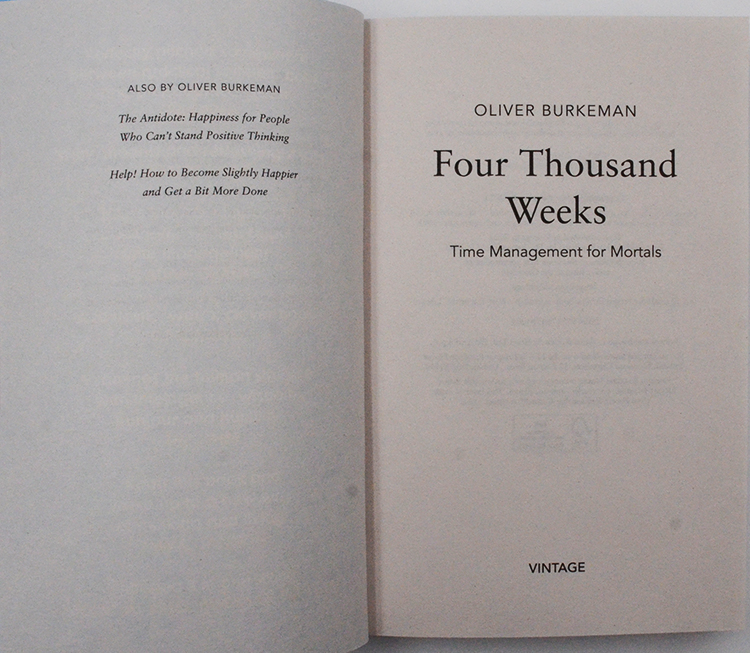 ALSO BY OLIVER BURKEMAN
The Antidote: Happiness for People
Who Can't Stand Positive Thinking
Help! How to Become Slightly Happier
and Get a Bit More Done
OLIVER BURKEMAN
Four Thousand
Weeks
Time Management for Mortals
VINTAGE